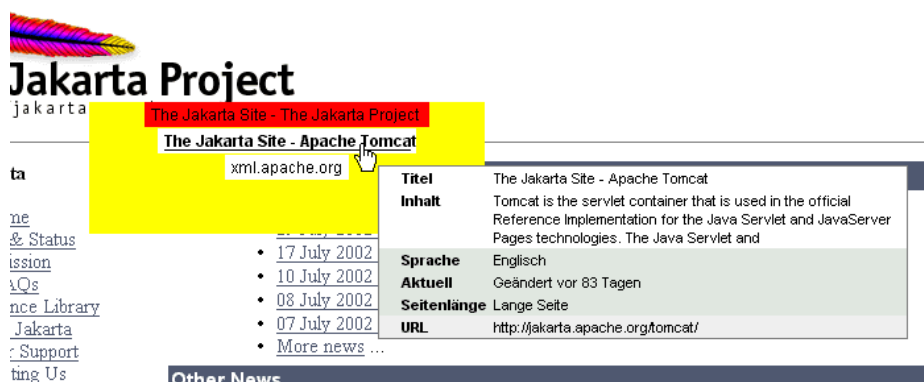 Jakarta Project
jakarta
The Jakarta Site - The Jakarta Project
The Jakarta Site - Apache Tomcat
xml.apache.org
Titel The Jakarta Site - Apache Tomcat
Inhalt Tomcat is the servlet container that is used in the official
Reference Implementation for the Java Servlet and JavaServer
Pages technologies. The Java Servlet and
Sprache Englisch
Aktuell Geändert vor 83 Tagen
Seitenlänge Lange Seite
URL http://jakarta.apache.org/tomcat/
ta
me
& Status
ission
AQs
nce Library
Jakarta
r Support
ting Us
17 July 2002
10 July 2002
08 July 2002
07 July 2002
More news ...
Other News